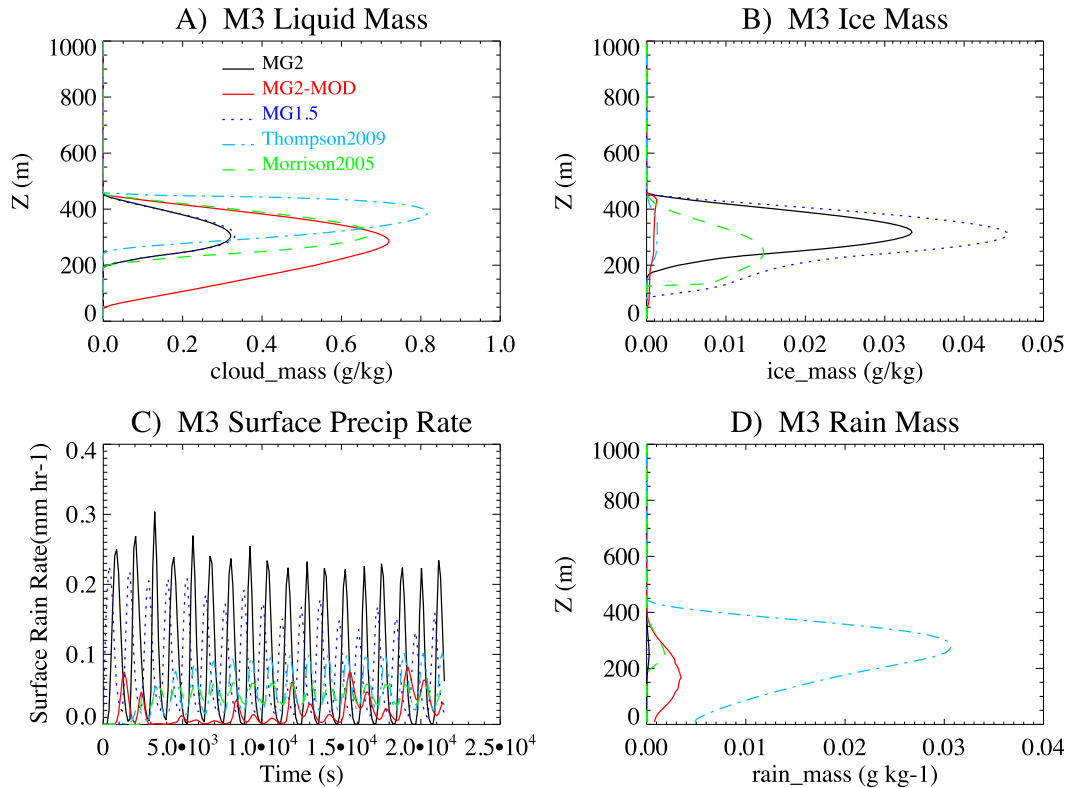 A)  M3 Liquid Mass
1000
800
600
400
200
0
Z (m)
MG2
MG2-MOD
MG1.5
Thompson2009
Morrison2005
0.0 0.2 0.4 0.6 0.8 1.0
cloud_mass (g/kg)
B)  M3 Ice Mass
1000
800
600
400
200
0
Z (m)
0.00 0.01 0.02 0.03 0.04 0.05
ice_mass (g/kg)
C)  M3 Surface Precip Rate
0.4
0.3
0.2
0.1
0.0
Surface Rain Rate(mm hr-1)
0 5.0•10³ 1.0•10⁴ 1.5•10⁴ 2.0•10⁴ 2.5•10⁴
Time (s)
D)  M3 Rain Mass
1000
800
600
400
200
0
Z (m)
0.00 0.01 0.02 0.03 0.04
rain_mass (g kg-1)